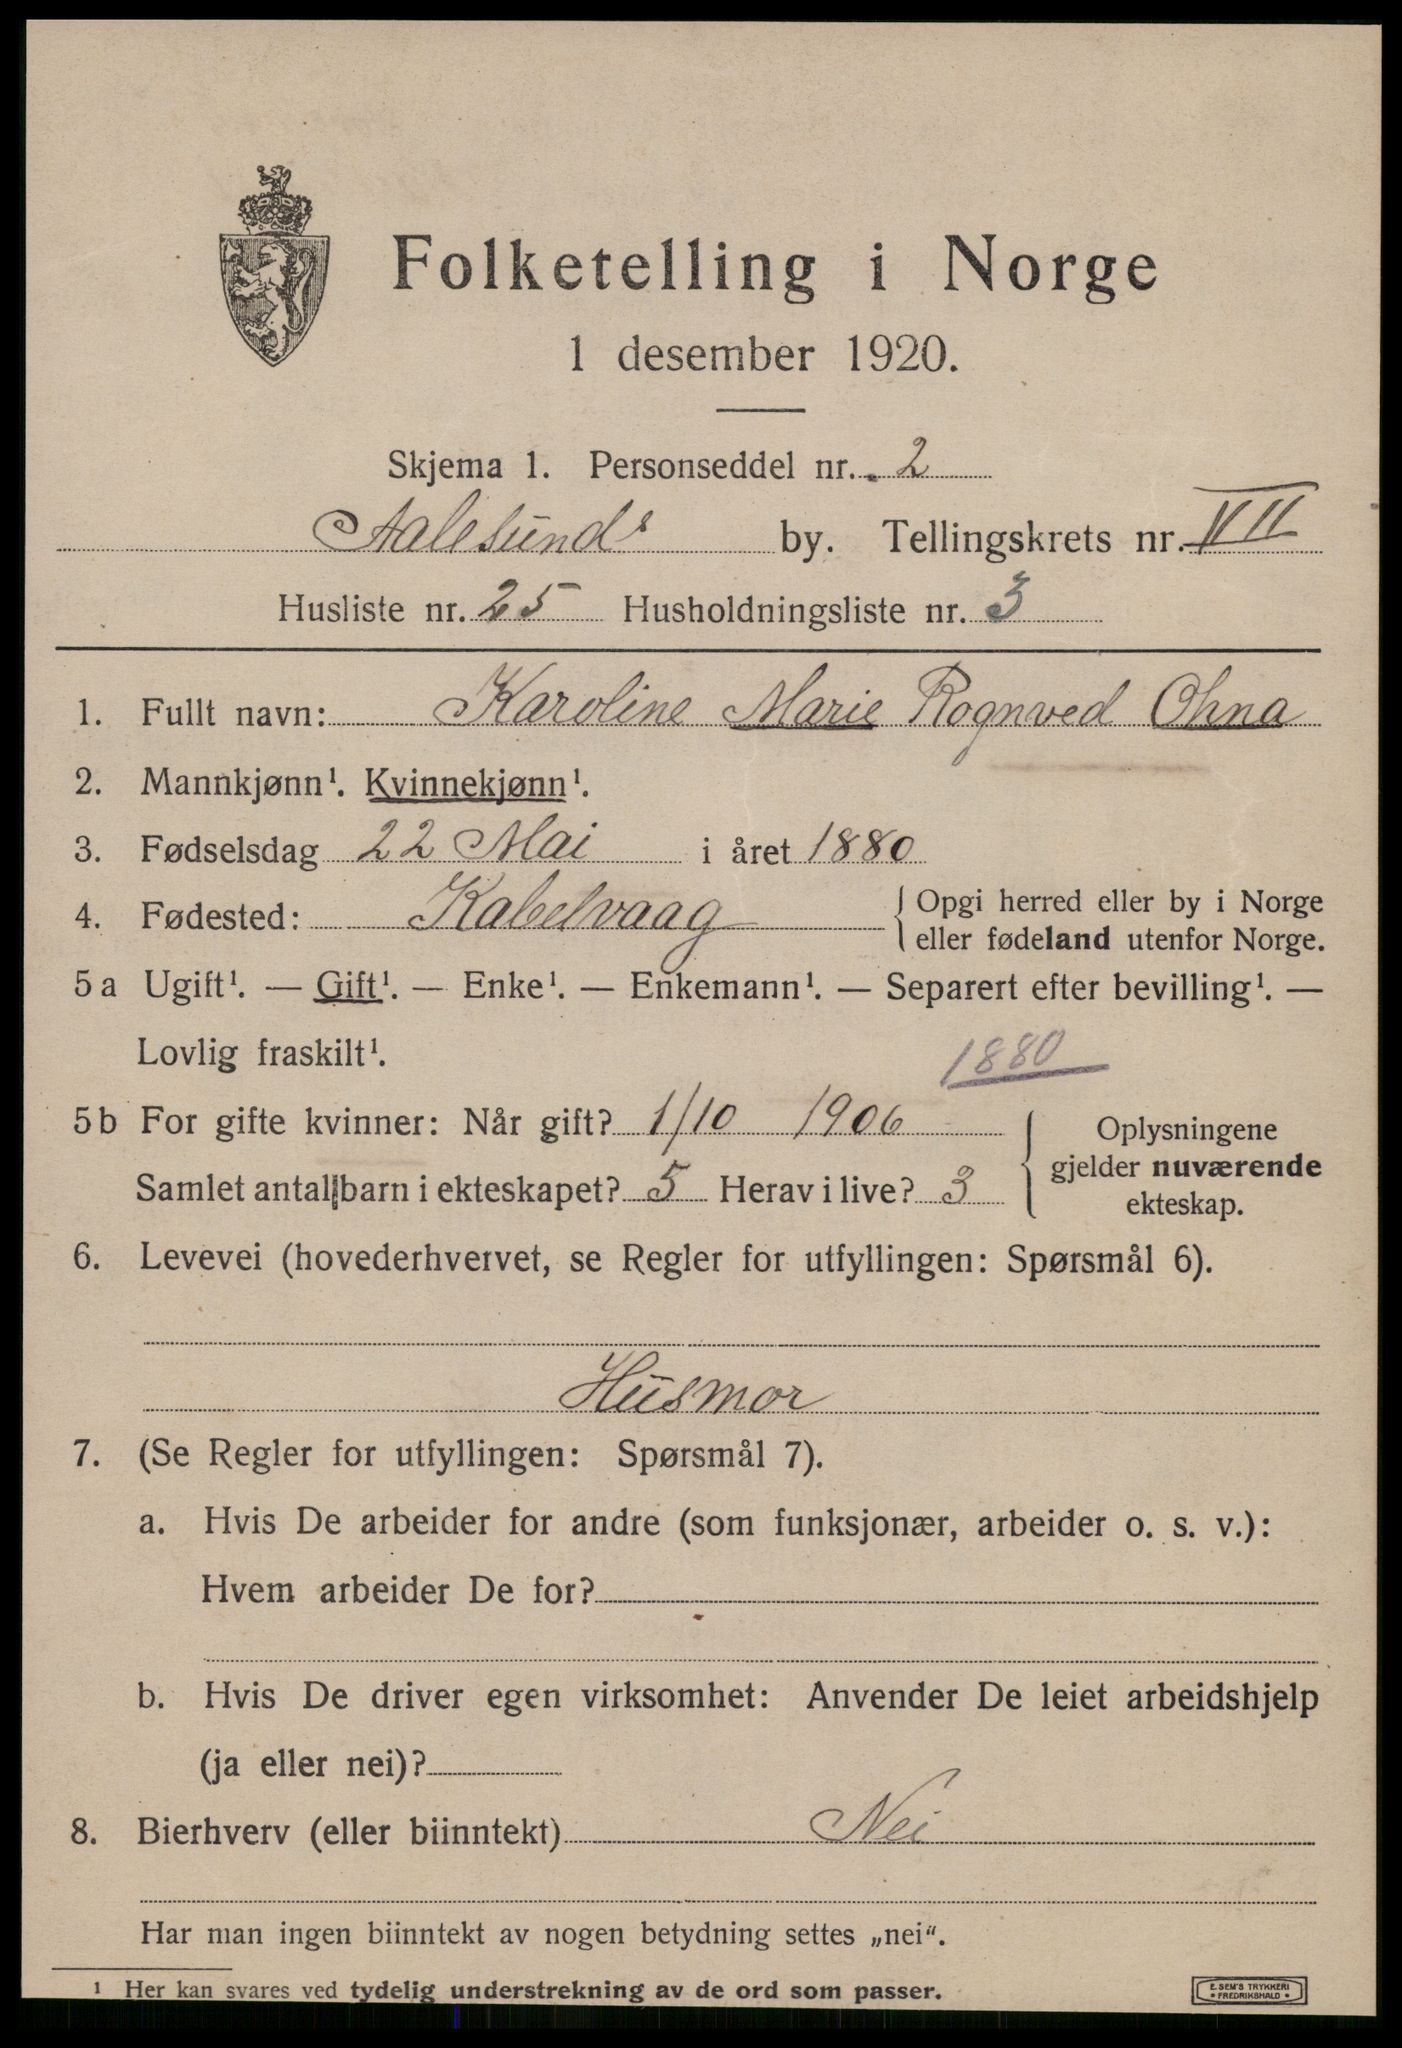 Folketelling i Norge
1 desember 1920.
Skjema 1. Personseddel nr. 2
Aalesunds by. Tellingskrets nr. VII
Husliste nr. 25 Husholdningsliste nr. 3
1. Fullt navn: Karoline Marie Rognved Ohna
2. Mannkjønn¹. Kvinnekjønn¹.
3. Fødselsdag 22 Mai i året 1880
4. Fødested: Kabelvaag { Opgi herred eller by i Norge
eller fødeland utenfor Norge.
5 a Ugift¹. — Gift¹. — Enke¹. — Enkemann¹. — Separert efter bevilling¹. —
Lovlig fraskilt¹.
1880
5 b For gifte kvinner: Når gift? 1/10 1906
Samlet antall barn i ekteskapet? 5 Herav i live? 3
{ Oplysningene
gjelder nuværende
ekteskap.
6. Levevei (hovederhvervet, se Regler for utfyllingen: Spørsmål 6).
Husmor
7. (Se Regler for utfyllingen: Spørsmål 7).
a. Hvis De arbeider for andre (som funksjonær, arbeider o. s. v.):
Hvem arbeider De for?
b. Hvis De driver egen virksomhet: Anvender De leiet arbeidshjelp
(ja eller nei)?
8. Bierhverv (eller biinntekt) Nei
Har man ingen biinntekt av nogen betydning settes „nei“.
¹ Her kan svares ved tydelig understrekning av de ord som passer.
E. SEM'S TRYKKERI
* FREDRIKSHALD *